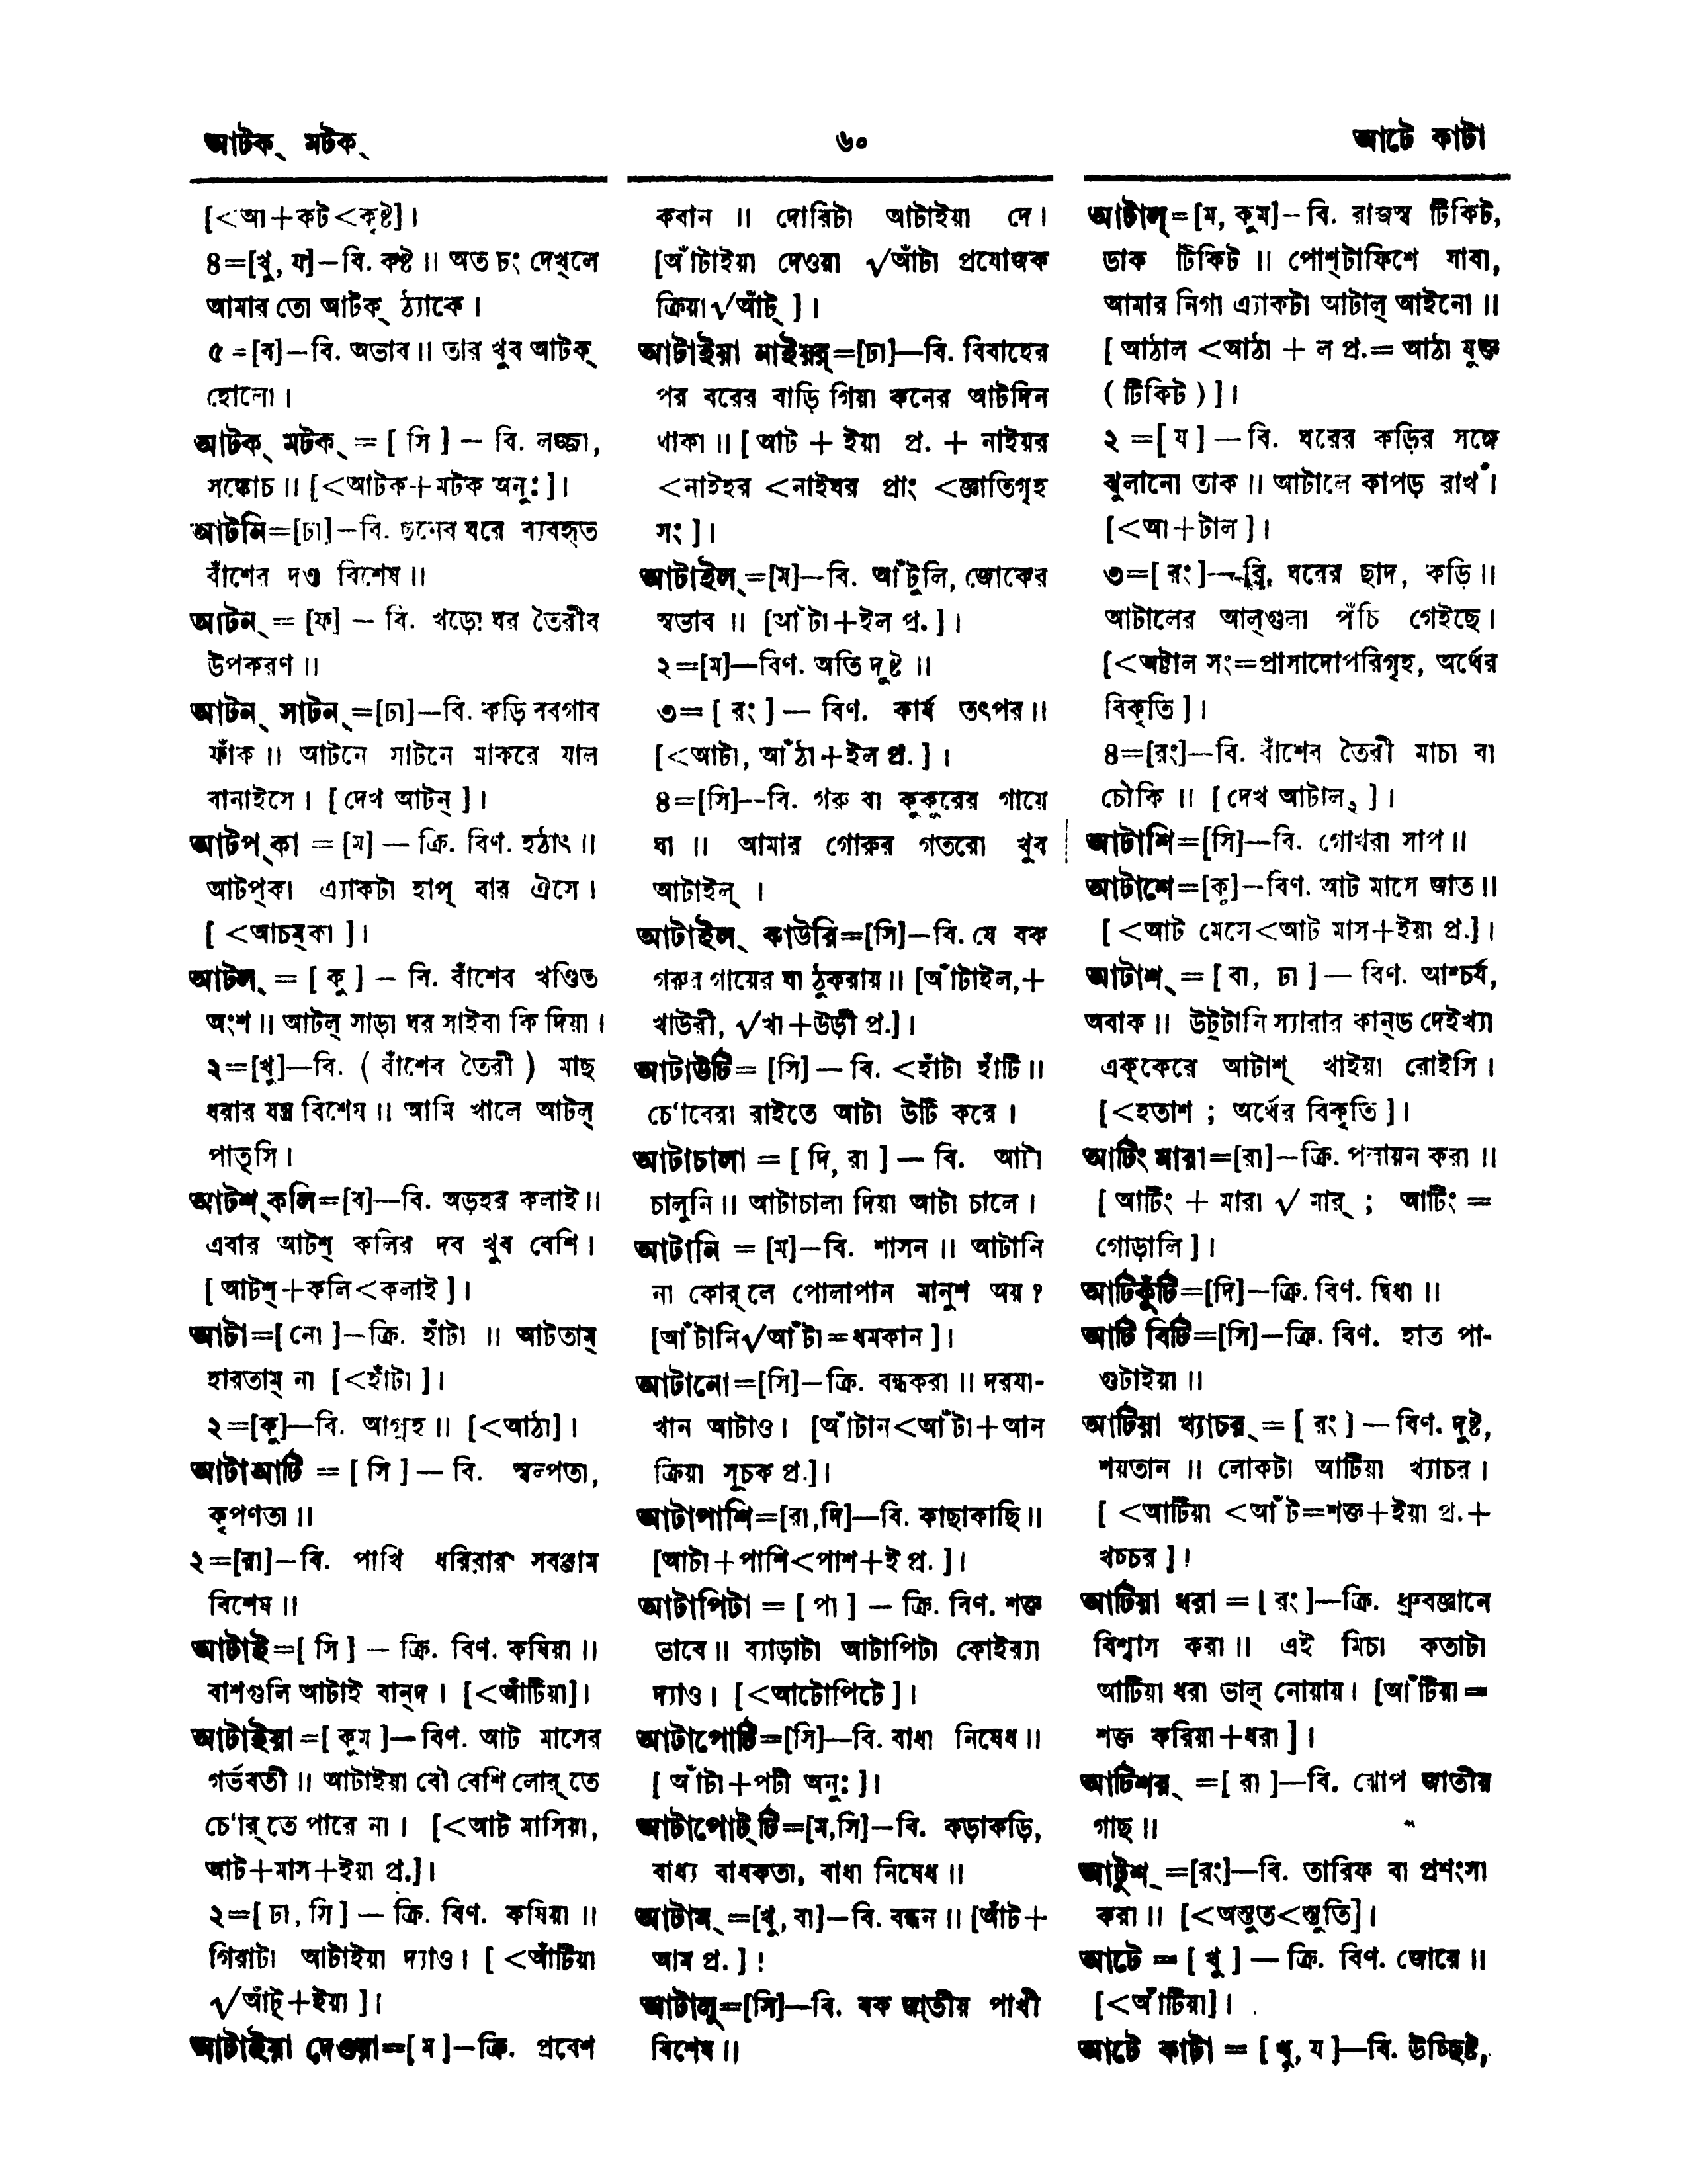 আটক্ মটক্
৬০
আটে কাটা
[<আ+কট<কৃষ্ট]।
৪=[খু, য]–বি. কষ্ট॥ অত চং দেখ্‌লে
আমার তো আটক্ ঠ্যাকে।
৫ =[ব]–বি. অভাব॥ তার খুব আটক্
হোলো।
আটক্ মটক্ = [ সি ] – বি. লজ্জা,
সঙ্কোচ॥ [<আটক+মটক অনু:]।
আটনি=[ঢা]–বি. ছনের ঘরে ব্যবহৃত
বাঁশের দণ্ড বিশেষ॥
আটন্ = [ফ] – বি. খড়ো ঘর তৈরীর
উপকরণ॥
আটন্ সাটন্=[ঢা]–বি. কড়ি বরগার
ফাঁক॥ আটনে সাটনে মাকরে যাল
বানাইসে। [ দেখ আটন্ ]।
আটপ্‌কা = [ম] – ক্রি. বিণ. হঠাৎ॥
আটপ্‌কা এ্যাকটা হাপ্ বার ঐসে।
[ <আচম্‌কা ]।
আটল্ = [ কু ] – বি. বাঁশের খণ্ডিত
অংশ॥ আটল্ সাড়া ঘর সাইবা কি দিয়া।
২=[খু]–বি. ( বাঁশের তৈরী ) মাছ
ধরার যন্ত্র বিশেষ॥ আমি খালে আটল্
পাত্‌সি।
আটশ্‌কলি=[ব]–বি. অড়হর কলাই॥
এবার আটশ্ কলির দব খুব বেশি।
[ আটশ্+কলি<কলাই ]।
আটা=[ নো ]–ক্রি. হাঁটা॥ আটতাম্
হারতাম্ না [<হাঁটা ]।
২=[কু]–বি. আগ্রহ॥ [<আঠা]।
আটাআটি = [ সি ] – বি. স্বল্পতা,
কৃপণতা॥
২=[রা]–বি. পাখি ধরিবার সবঞ্জাম
বিশেষ॥
আটাই=[ সি ] – ক্রি. বিণ. কষিয়া॥
বাশগুলি আটাই বান্‌দ। [<আঁটিয়া]।
আটাইয়া=[ কুম ]–বিণ. আট মাসের
গর্ভবতী॥ আটাইয়া বৌ বেশি লোর্‌তে
চে'ার্‌তে পারে না। [<আট মাসিয়া,
আট+মাস+ইয়া প্র.]।
২=[ ঢা, সি ] – ক্রি. বিণ. কষিয়া॥
গিরাটা আটাইয়া দ্যাও। [ <আঁটিয়া
√আঁট্+ইয়া ]।
আটাইয়া দেওয়া=[ ম ]–ক্রি. প্রবেশ
কবান॥ দোরিটা আটাইয়া দে।
[আঁটাইয়া দেওয়া √আঁটা প্রযোজক
ক্রিয়া√আঁট্ ]।
আটাইয়া নাইয়র্=[ঢা]–বি. বিবাহের
পর বরের বাড়ি গিয়া কনের আটদিন
থাকা॥ [ আট + ইয়া প্র. + নাইয়র
<নাইহর <নাইঘর প্রাং <জ্ঞাতিগৃহ
সং ]।
আটাইল্=[ম]–বি. আঁটুলি, জোকের
স্বভাব॥ [আঁটা+ইল প্র. ]।
২=[ম]–বিণ. অতি দুষ্ট॥
৩= [ রং ] – বিণ. কার্য তৎপর॥
[<আটা, আঁঠা+ইল প্র. ]।
৪=[সি]–বি. গরু বা কুকুরের গায়ে
ঘা॥ আমার গোরুর গতরো খুব
আটাইল্।
আটাইল্ কাউরি=[সি]–বি. যে বক
গরুর গায়ের ঘা ঠুকরায়॥ [আঁটাইল,+
খাউরী, √খা+উড়ী প্র.]।
আটাউটি= [সি] – বি. <হাঁটা হাঁটি॥
চে'াবেরা রাইতে আটা উটি করে।
আটাচালা = [ দি, রা ] – বি. আটা
চালুনি॥ আটাচালা দিয়া আটা চালে।
আটানি = [ম]–বি. শাসন॥ আটানি
না কোর্‌লে পোলাপান মানুশ অয়?
[আঁটানি√আঁটা=ধমকান ]।
আটানো=[সি]–ক্রি. বন্ধকরা॥ দরযা-
খান আটাও। [আঁটান<আঁটা+আন
ক্রিয়া সূচক প্র.]।
আটাপাশি=[রা,দি]–বি. কাছাকাছি॥
[আটা+পাশি<পাশ+ই প্র. ]।
আটাপিটা = [ পা ] – ক্রি. বিণ. শক্ত
ভাবে॥ ব্যাড়াটা আটাপিটা কোইর‍্যা
দ্যাও। [<আটোপিটে]।
আটাপোটি=[সি]–বি. বাধা নিষেধ॥
[ আঁটা+পটী অনু: ]।
আটাপোট্‌টি=[ম,সি]–বি. কড়াকড়ি,
বাধ্য বাধকতা, বাধা নিষেধ॥
আটাম্=[খু, বা]–বি. বন্ধন॥ [আঁট+
আম প্র. ]!
আটালু=[সি]–বি. বক জাতীয় পাখী
বিশেষ॥
আটাল্=[ম, কুম]–বি. রাজস্ব টিকিট,
ডাক টিকিট॥ পোশ্‌টাফিশে যাবা,
আমার নিগা এ্যাকটা আটাল্ আইনো॥
[ আঠাল <আঠা + ল প্র.= আঠা যুক্ত
( টিকিট ) ]।
২ =[ য ] – বি. ঘরের কড়ির সঙ্গে
ঝুলানো তাক॥ আটালে কাপড় রাখঁ।
[<আ+টাল ]।
৩=[ রং ]–বি. ঘরের ছাদ, কড়ি॥
আটালের আল্‌গুলা পঁচি গেইছে।
[<অট্টাল সং=প্রাসাদোপরিগৃহ, অর্থের
বিকৃতি ]।
৪=[রং]–বি. বাঁশেব তৈরী মাচা বা
চৌকি॥ [ দেখ আটাল্২ ]।
আটাশি=[সি]–বি. গোখরা সাপ॥
আটাশে=[কু]–বিণ. আট মাসে জাত॥
[ <আট মেসে<আট মাস+ইয়া প্র.]।
আটাশ্ = [ বা, ঢা ] – বিণ. আশ্চর্য,
অবাক॥ উট্‌টানি স্যারার কান্‌ড দেইখ্যা
এক্‌কেরে আটাশ্ খাইয়া রোইসি।
[<হতাশ ; অর্থের বিকৃতি ]।
আটিং মারা=[রা]–ক্রি. পলায়ন করা॥
[ আটিং + মারা √ মার্ ; আটিং =
গোড়ালি ]।
আটিকুঁটি=[দি]–ক্রি. বিণ. দ্বিধা॥
আটি বিটি=[সি]–ক্রি. বিণ. হাত পা-
গুটাইয়া॥
আটিয়া খ্যাচর্ = [ রং ] – বিণ. দুষ্ট,
শয়তান॥ লোকটা আটিয়া খ্যাচর।
[ <আটিয়া <আঁট=শক্ত+ইয়া প্র.+
খচ্চর ]!
আটিয়া ধরা = [ রং ]–ক্রি. ধ্রুবজ্ঞানে
বিশ্বাস করা॥ এই মিচা কতাটা
আটিয়া ধরা ভাল্ নোয়ায়। [আঁটিয়া=
শক্ত করিয়া+ধরা ]।
আটিশর্ =[ রা ]–বি. ঝোপ জাতীয়
গাছ॥
আটুশ্=[রং]–বি. তারিফ বা প্রশংসা
করা॥ [<অস্তুত<স্তুতি]।
আটে = [ খু ] – ক্রি. বিণ. জোরে॥
[<আঁটিয়া]।
আটে কাটা = [ খু, য ]–বি. উচ্ছিষ্ট,